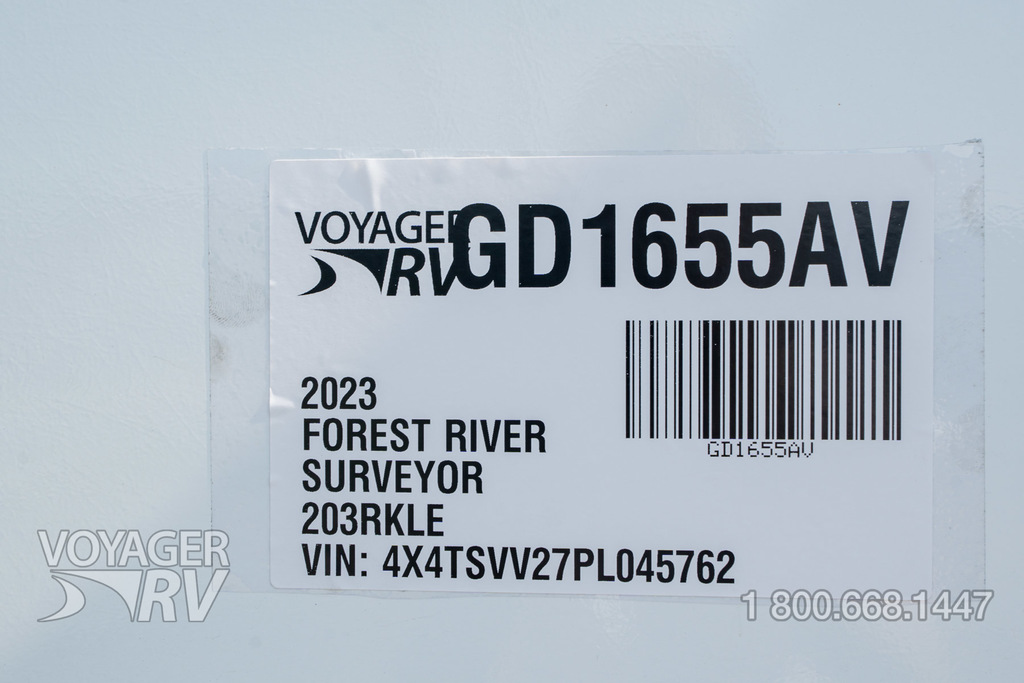 VOYAGER
RV
GD1655AV
GD1655AV
2023
FOREST RIVER
SURVEYOR
203RKLE
VIN: 4X4TSVV27PL045762
VOYAGER
RV
1 800.668.1447